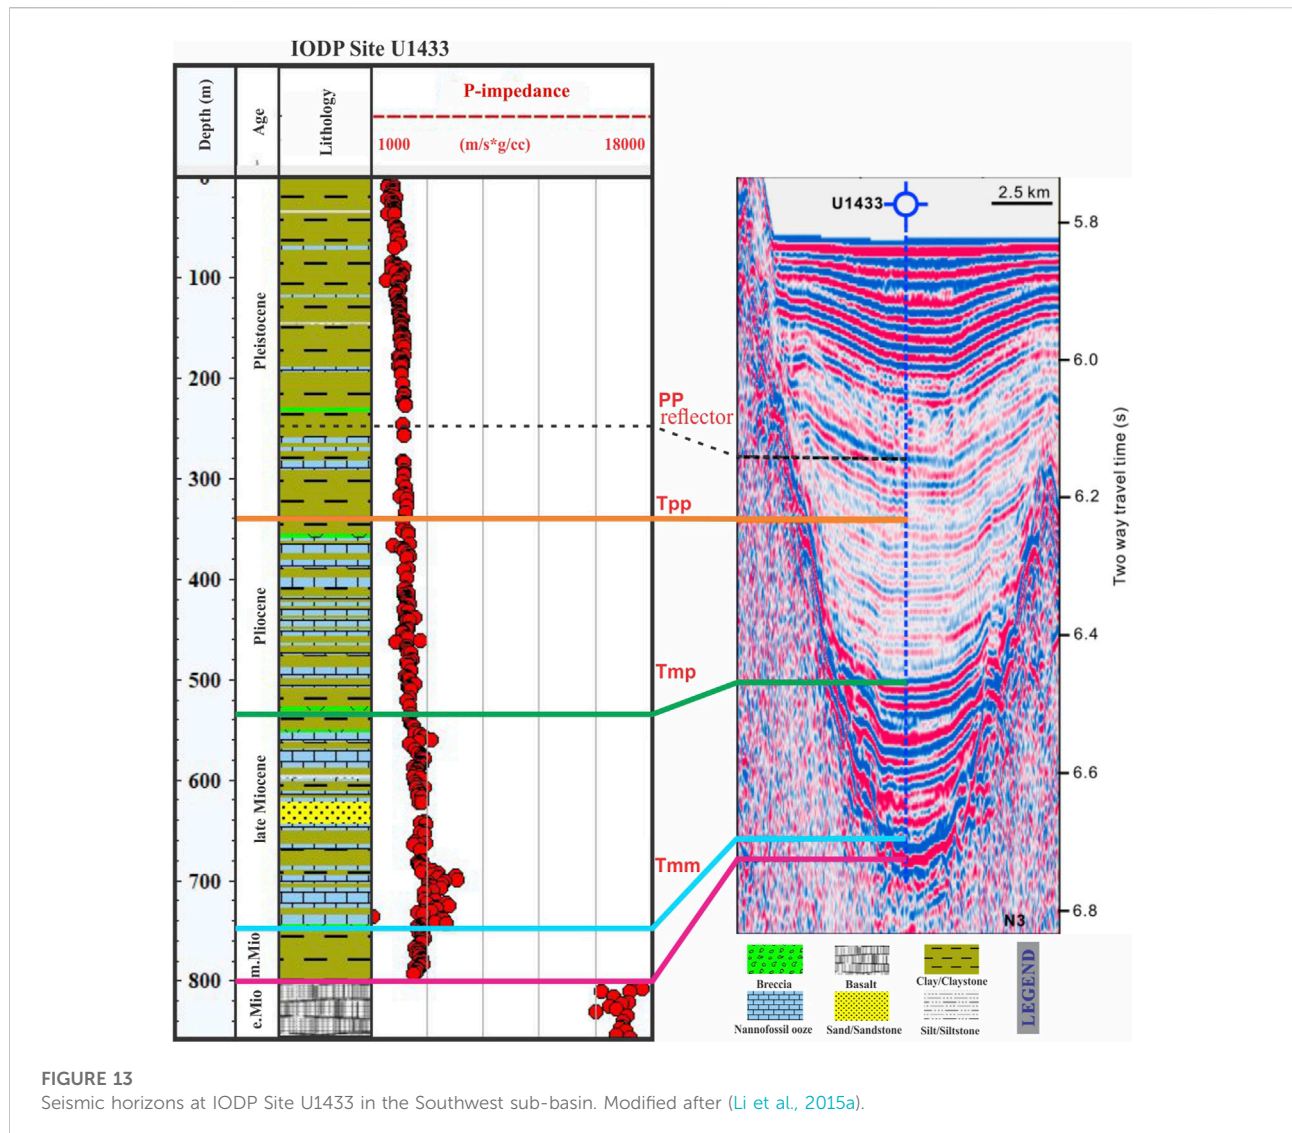 IODP Site U1433
Depth (m)
Age
Lithology
P-impedance
1000 (m/s*g/cc) 18000
0
100
200
300
400
500
600
700
800
Pleistocene
Pliocene
late Miocene
m.Mio
e.Mio
PP
reflector
Tpp
Tmp
Tmm
U1433
2.5 km
5.8
6.0
6.2
6.4
6.6
6.8
Two way travel time (s)
N3
Breccia
Basalt
Clay/Claystone
Nannofossil ooze
Sand/Sandstone
Silt/Siltstone
LEGEND
FIGURE 13
Seismic horizons at IODP Site U1433 in the Southwest sub-basin. Modified after (Li et al., 2015a).